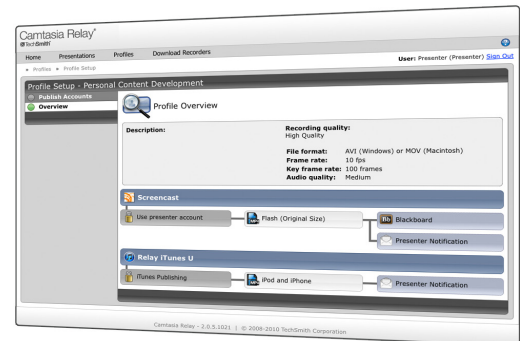 Camtasia Relay®
TechSmith®
Home Presentations Profiles Download Recorders
User: Presenter (Presenter) Sign Out
Profiles Profile Setup
Profile Setup - Personal Content Development
Publish Accounts
Overview
Profile Overview
Description:
Recording quality:
High Quality
File format: AVI (Windows) or MOV (Macintosh)
Frame rate: 10 fps
Key frame rate: 100 frames
Audio quality: Medium
Screencast
Use presenter account
Flash (Original Size)
Bb Blackboard
Presenter Notification
Relay iTunes U
iTunes Publishing
iPod and iPhone
Presenter Notification
Camtasia Relay - 2.0.5.1021 | © 2008-2010 TechSmith Corporation